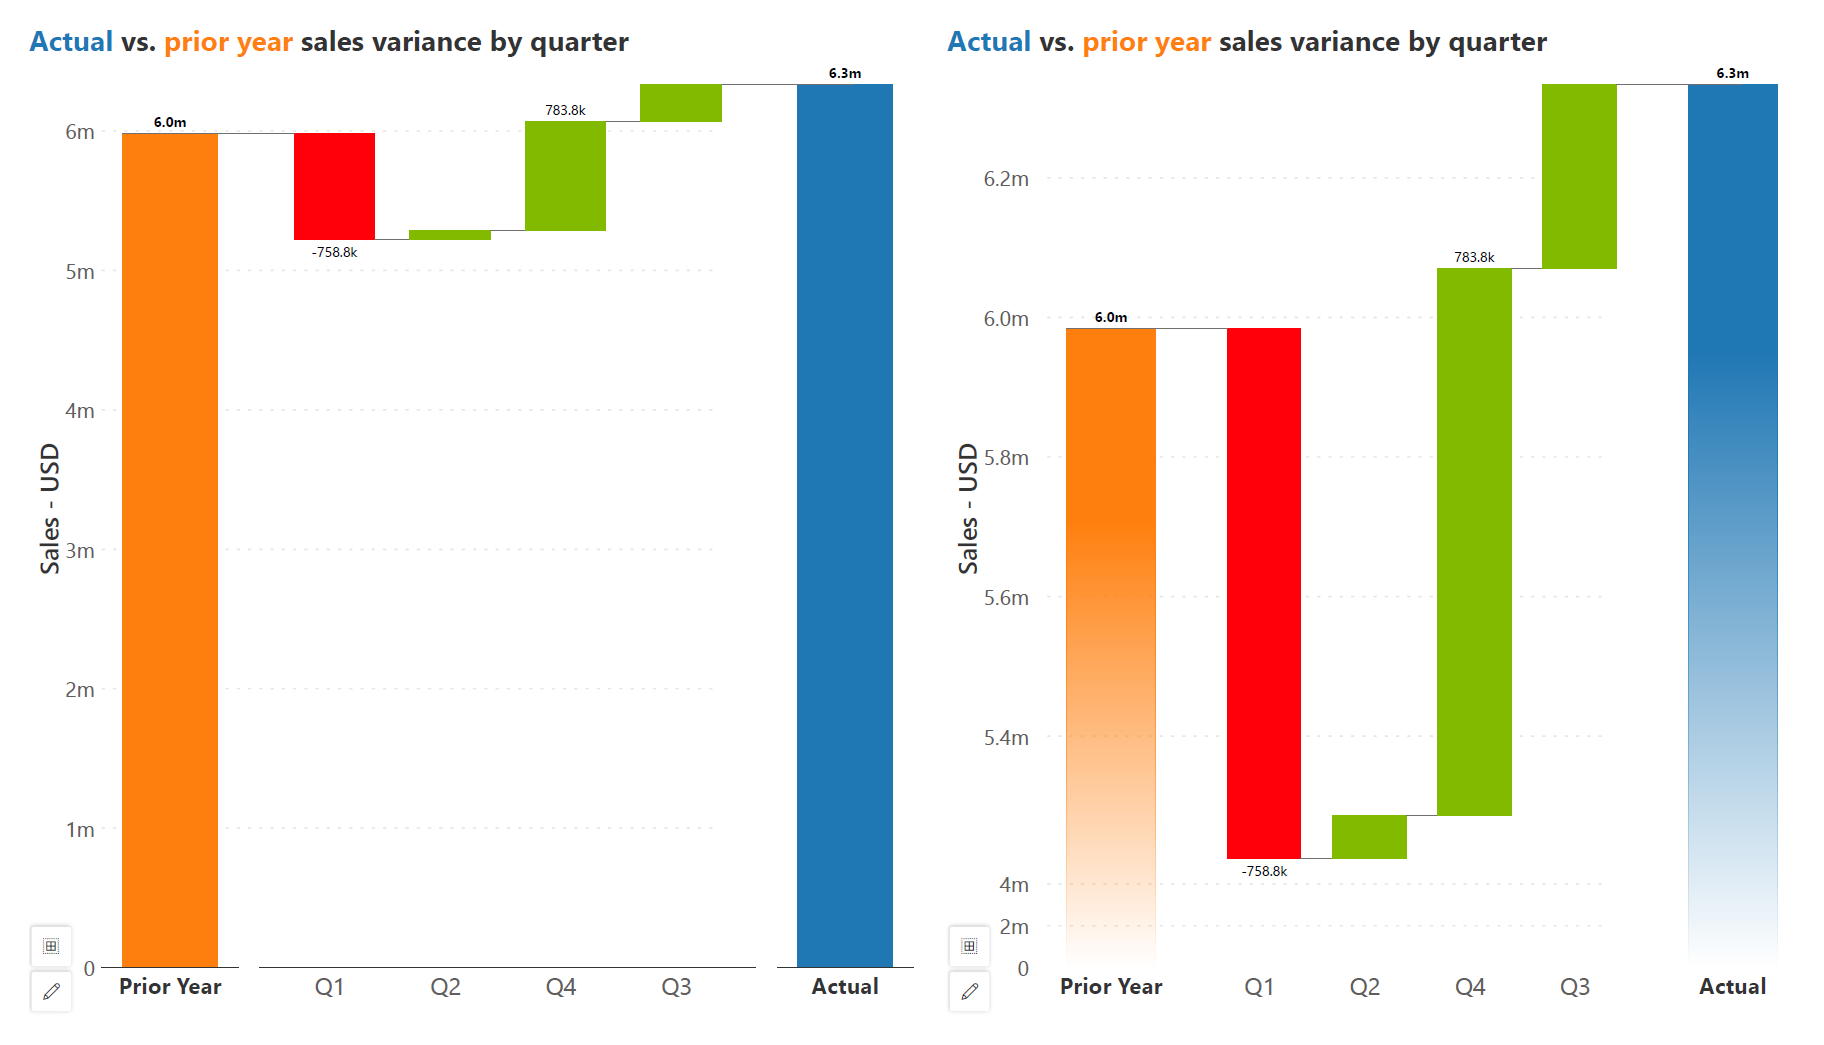 Actual vs. prior year sales variance by quarter
6.3m
6.0m
783.8k
-758.8k
6m
5m
4m
3m
2m
1m
0
Sales - USD
Prior Year Q1 Q2 Q4 Q3 Actual
Actual vs. prior year sales variance by quarter
6.3m
783.8k
6.0m
-758.8k
6.2m
6.0m
5.8m
5.6m
5.4m
4m
2m
0
Sales - USD
Prior Year Q1 Q2 Q4 Q3 Actual